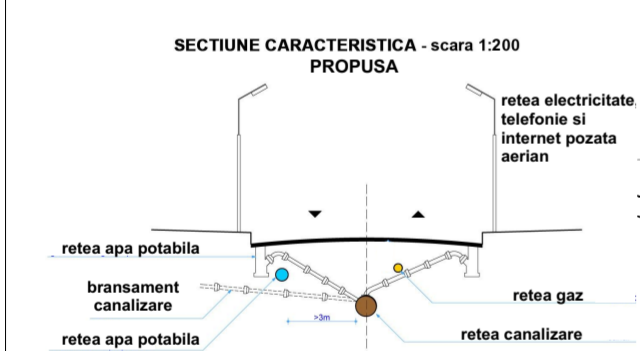 SECTIUNE CARACTERISTICA - scara 1:200
PROPUSA
retea electricitate,
telefonie si
internet pozata
aerian
retea apa potabila
bransament
canalizare
retea gaz
>3m
retea apa potabila
retea canalizare